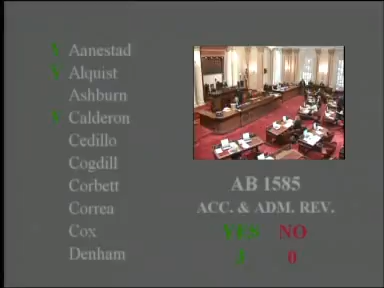 Y Aanestad
Y Alquist
Ashburn
Y Calderon
Cedillo
Cogdill
Corbett
Correa
Cox
Denham
AB 1585
ACC. & ADM. REV.
YES NO
3 0